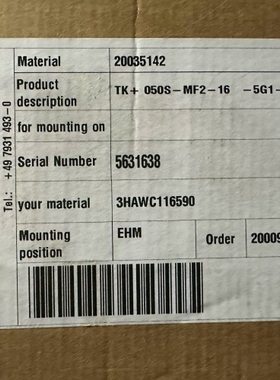 Tel.: +49 7931 493-0
Material 20035142
Product description TK+ 050S-MF2-16 -5G1-
for mounting on
Serial Number 5631638
your material 3HAWC116590
Mounting position EHM Order 20009